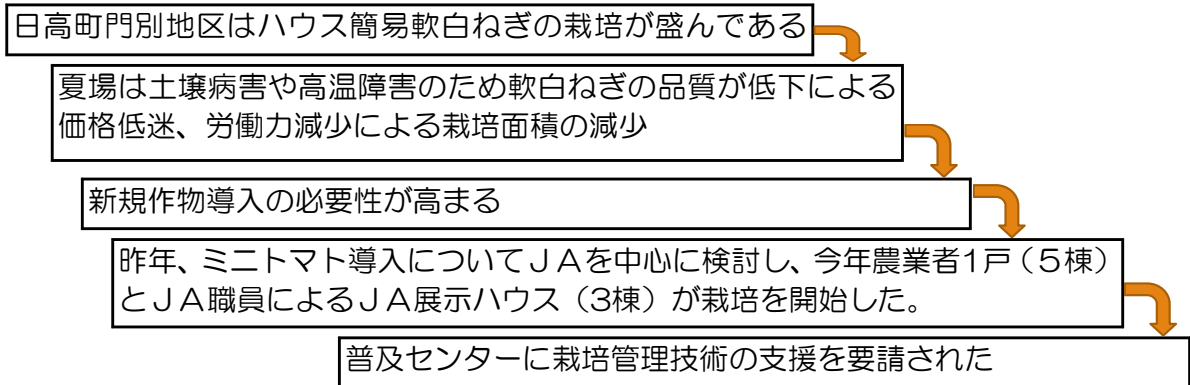 日高町門別地区はハウス簡易軟白ねぎの栽培が盛んである
夏場は土壌病害や高温障害のため軟白ねぎの品質が低下による
価格低迷、労働力減少による栽培面積の減少
新規作物導入の必要性が高まる
昨年、ミニトマト導入についてＪＡを中心に検討し、今年農業者1戸（５棟）
とＪＡ職員によるＪＡ展示ハウス（3棟）が栽培を開始した。
普及センターに栽培管理技術の支援を要請された